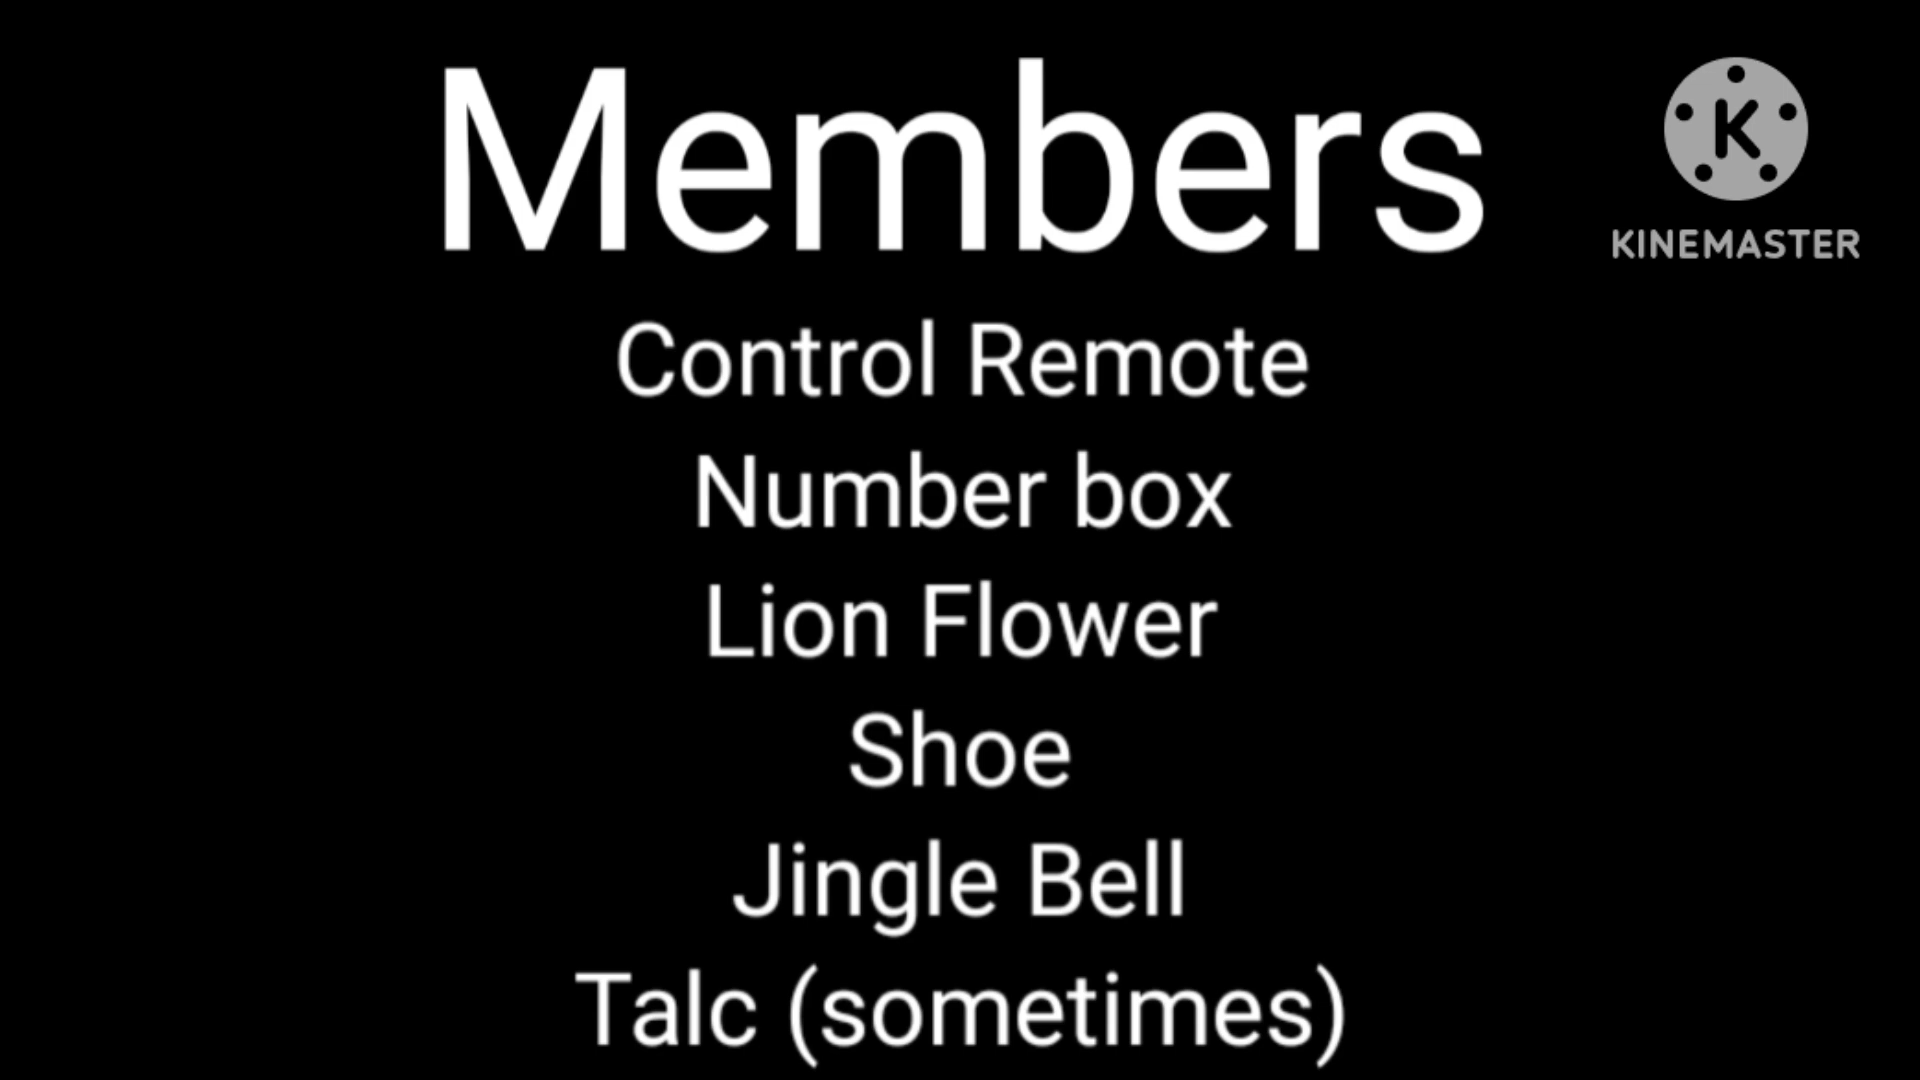 Members
K
KINEMASTER
Control Remote
Number box
Lion Flower
Shoe
Jingle Bell
Talc (sometimes)